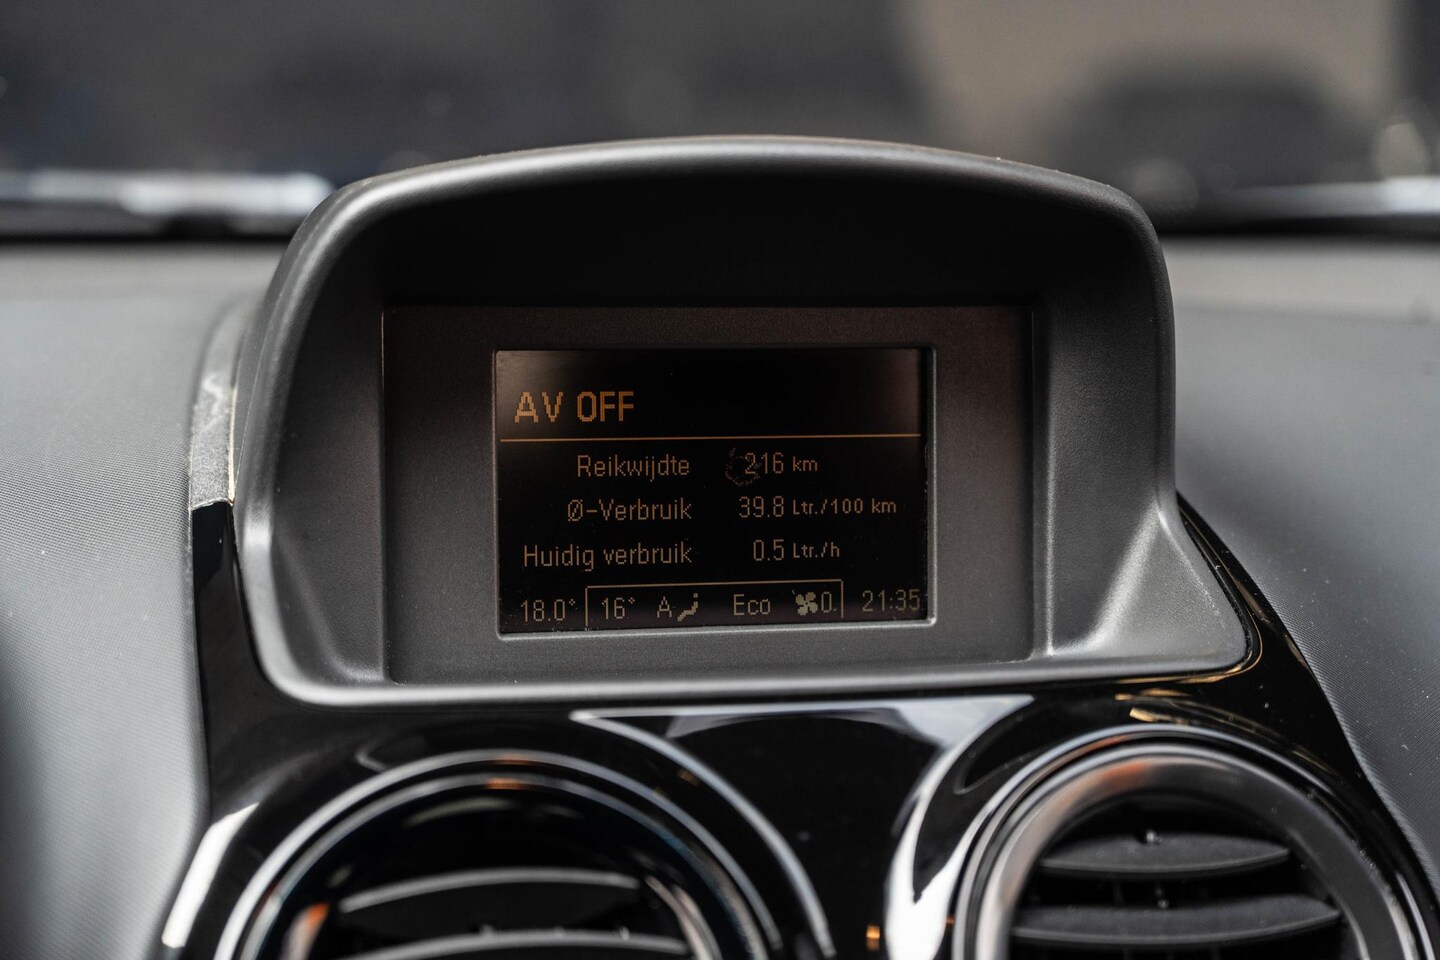 AV OFF
Reikwijdte 216 km
Ø-Verbruik 39.8 Ltr./100 km
Huidig verbruik 0.5 Ltr./h
18.0° 16° A Eco 0 21:35